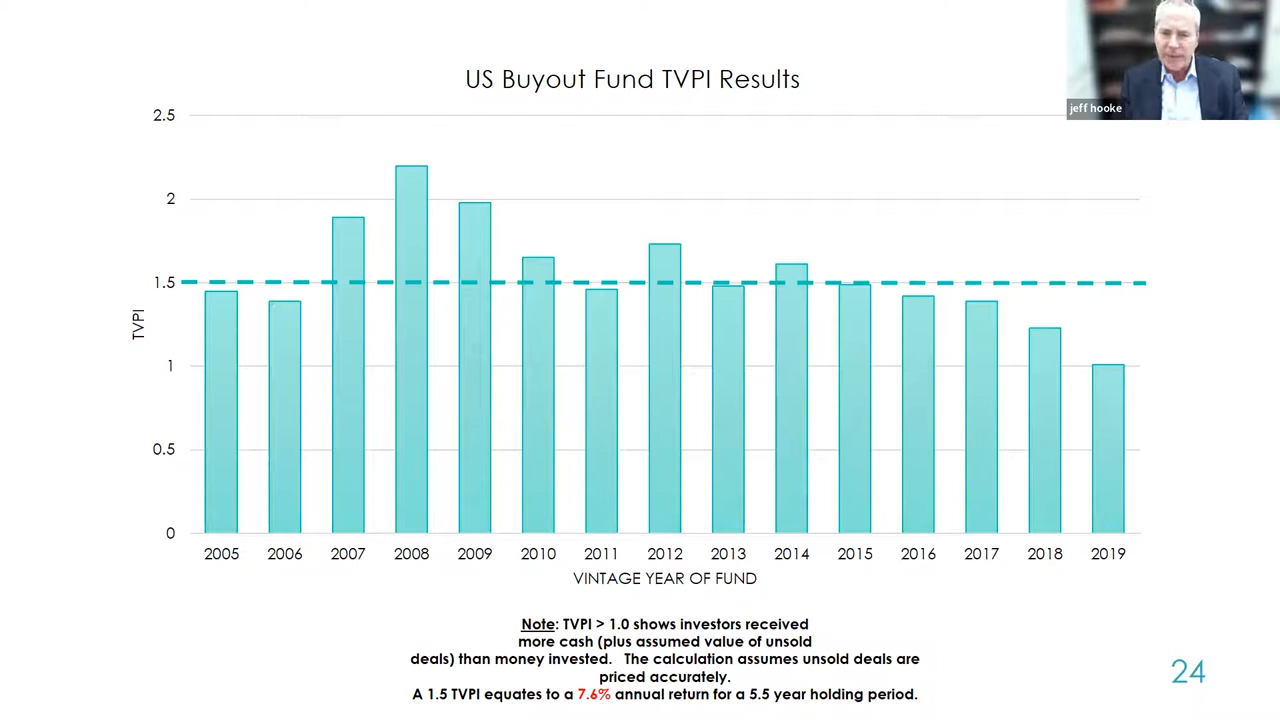 jeff hooke
US Buyout Fund TVPI Results
2.5
2
1.5
1
0.5
0
TVPI
2005 2006 2007 2008 2009 2010 2011 2012 2013 2014 2015 2016 2017 2018 2019
VINTAGE YEAR OF FUND
Note: TVPI > 1.0 shows investors received
more cash (plus assumed value of unsold
deals) than money invested. The calculation assumes unsold deals are
priced accurately.
A 1.5 TVPI equates to a 7.6% annual return for a 5.5 year holding period.
24